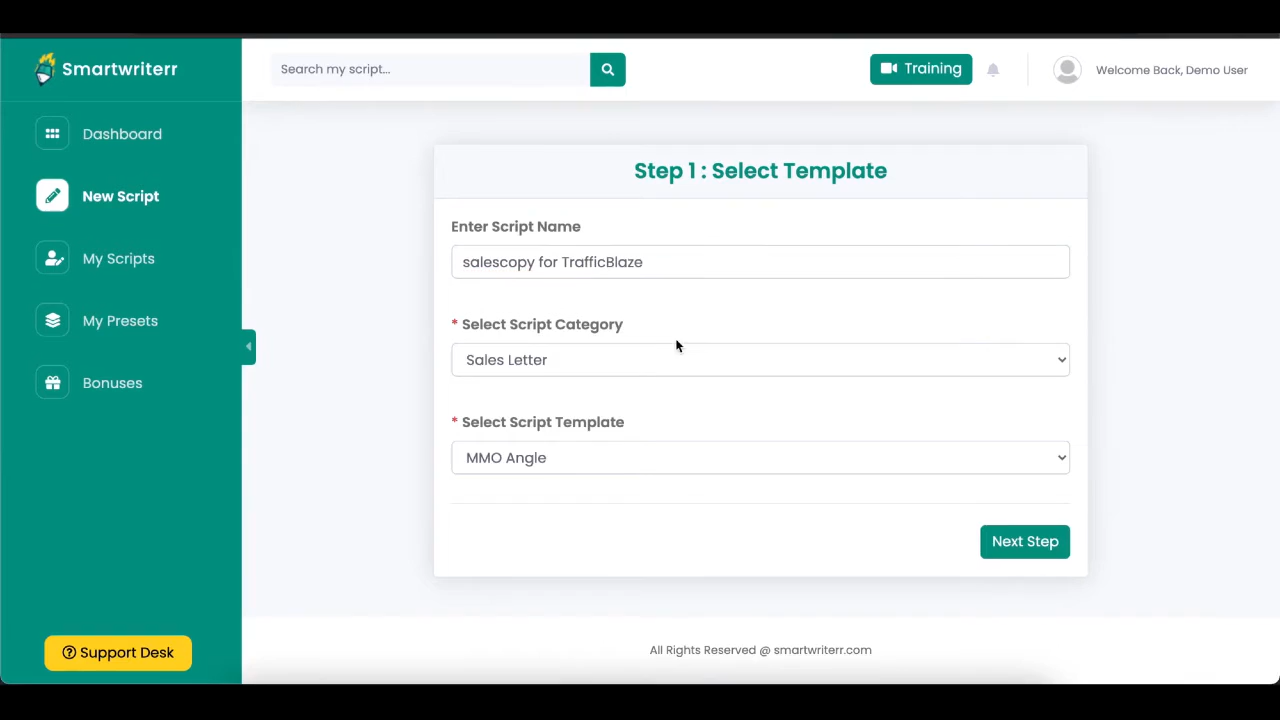 Smartwriterr
Search my script...
Training
Welcome Back, Demo User
Dashboard
New Script
My Scripts
My Presets
Bonuses
Support Desk
Step 1 : Select Template
Enter Script Name
salescopy for TrafficBlaze
* Select Script Category
Sales Letter
* Select Script Template
MMO Angle
Next Step
All Rights Reserved @ smartwriterr.com